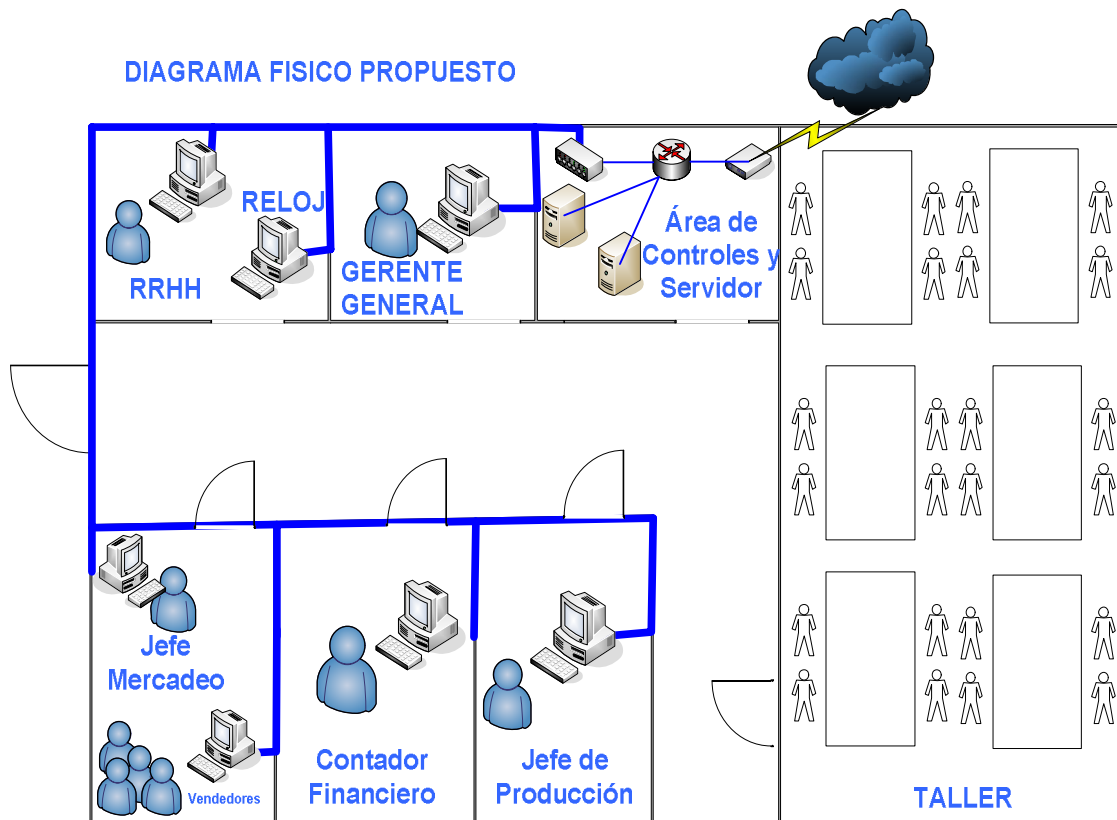 DIAGRAMA FISICO PROPUESTO
RELOJ
RRHH
GERENTE
GENERAL
Área de
Controles y
Servidor
Jefe
Mercadeo
Vendedores
Contador
Financiero
Jefe de
Producción
TALLER